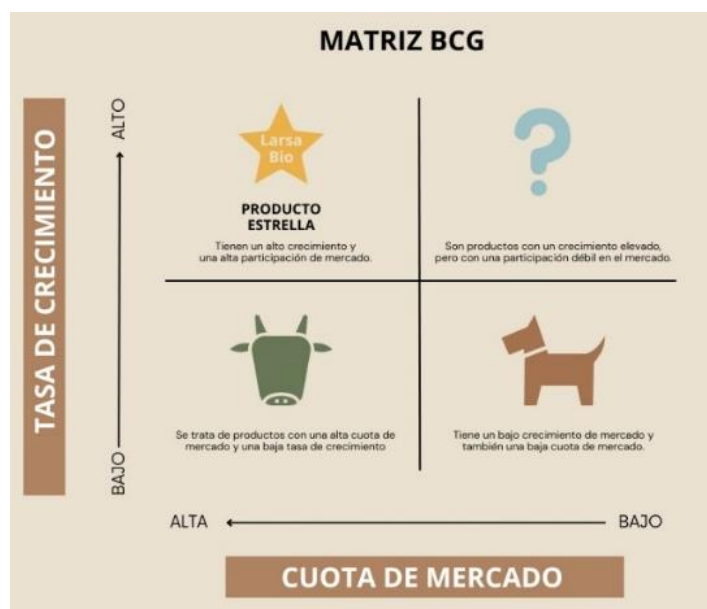 MATRIZ BCG
TASA DE CRECIMIENTO
ALTO
BAJO
Larsa
Bio
PRODUCTO
ESTRELLA
Tienen un alto crecimiento y
una alta participación de mercado.
?
Son productos con un crecimiento elevado,
pero con una participación débil en el mercado.
Se trata de productos con una alta cuota de
mercado y una baja tasa de crecimiento
Tiene un bajo crecimiento de mercado y
también una baja cuota de mercado.
ALTA
BAJO
CUOTA DE MERCADO